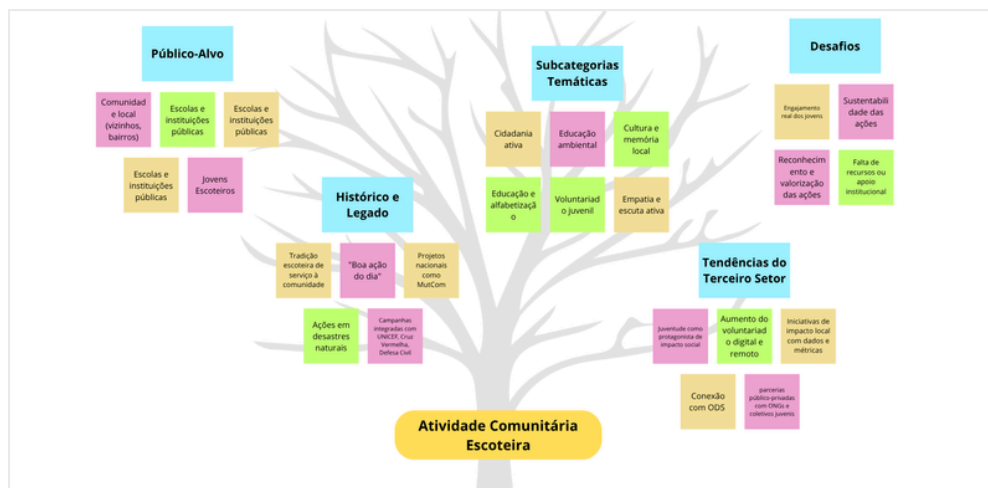 Público-Alvo
Comunidad
e local
(vizinhos,
bairros)
Escolas e
instituições
públicas
Escolas e
instituições
públicas
Escolas e
instituições
públicas
Jovens
Escoteiros
Histórico e
Legado
Tradição
escoteira de
serviço à
comunidade
"Boa ação
do dia"
Projetos
nacionais
como
MutCom
Ações em
desastres
naturais
Campanhas
integradas com
UNICEF, Cruz
Vermelha,
Defesa Civil
Subcategorias
Temáticas
Cidadania
ativa
Educação
ambiental
Cultura e
memória
local
Educação e
alfabetizaçã
o
Voluntariad
o juvenil
Empatia e
escuta ativa
Desafios
Engajamento
real dos jovens
Sustentabili
dade das
ações
Reconhecim
ento e
valorização
das ações
Falta de
recursos ou
apoio
institucional
Tendências do
Terceiro Setor
Juventude como
protagonista de
impacto social
Aumento do
voluntariad
o digital e
remoto
Iniciativas de
impacto local
com dados e
métricas
Conexão
com ODS
parcerias
público-privadas
com ONGs e
coletivos juvenis
Atividade Comunitária
Escoteira